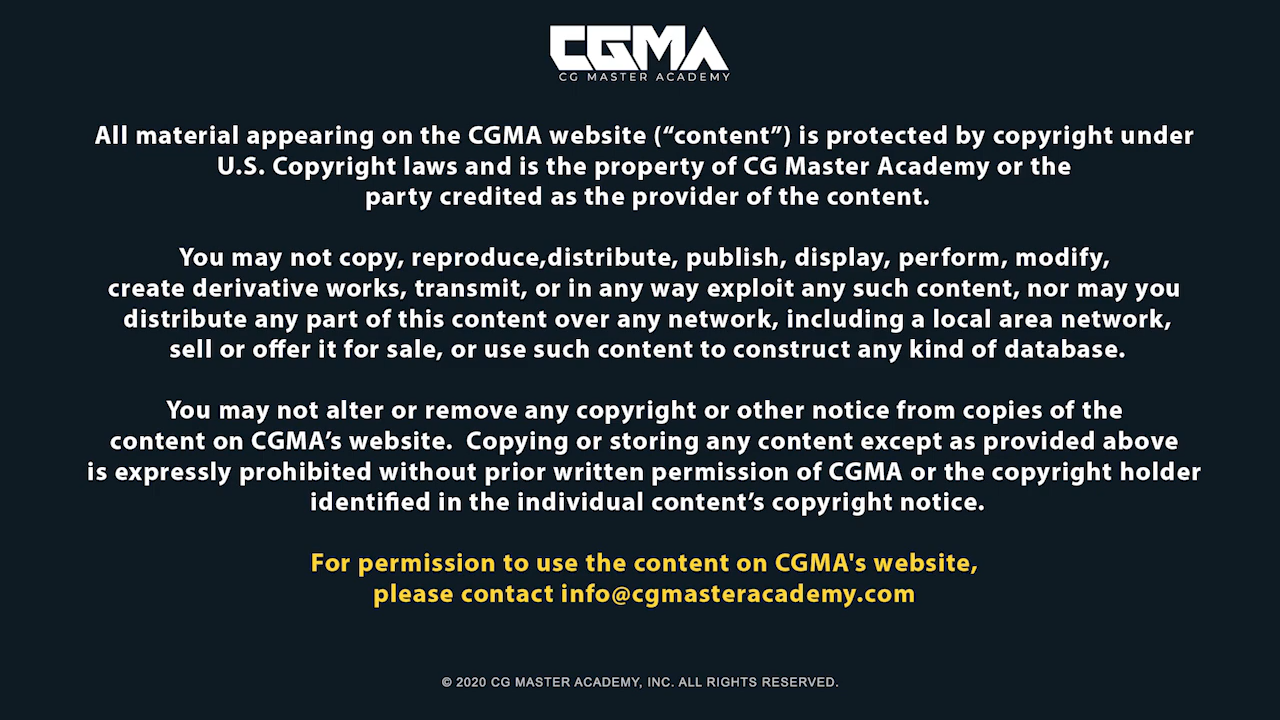 CGMA
CG MASTER ACADEMY
All material appearing on the CGMA website (“content”) is protected by copyright under
U.S. Copyright laws and is the property of CG Master Academy or the
party credited as the provider of the content.
You may not copy, reproduce,distribute, publish, display, perform, modify,
create derivative works, transmit, or in any way exploit any such content, nor may you
distribute any part of this content over any network, including a local area network,
sell or offer it for sale, or use such content to construct any kind of database.
You may not alter or remove any copyright or other notice from copies of the
content on CGMA’s website.  Copying or storing any content except as provided above
is expressly prohibited without prior written permission of CGMA or the copyright holder
identified in the individual content’s copyright notice.
For permission to use the content on CGMA's website,
please contact info@cgmasteracademy.com
© 2020 CG MASTER ACADEMY, INC. ALL RIGHTS RESERVED.